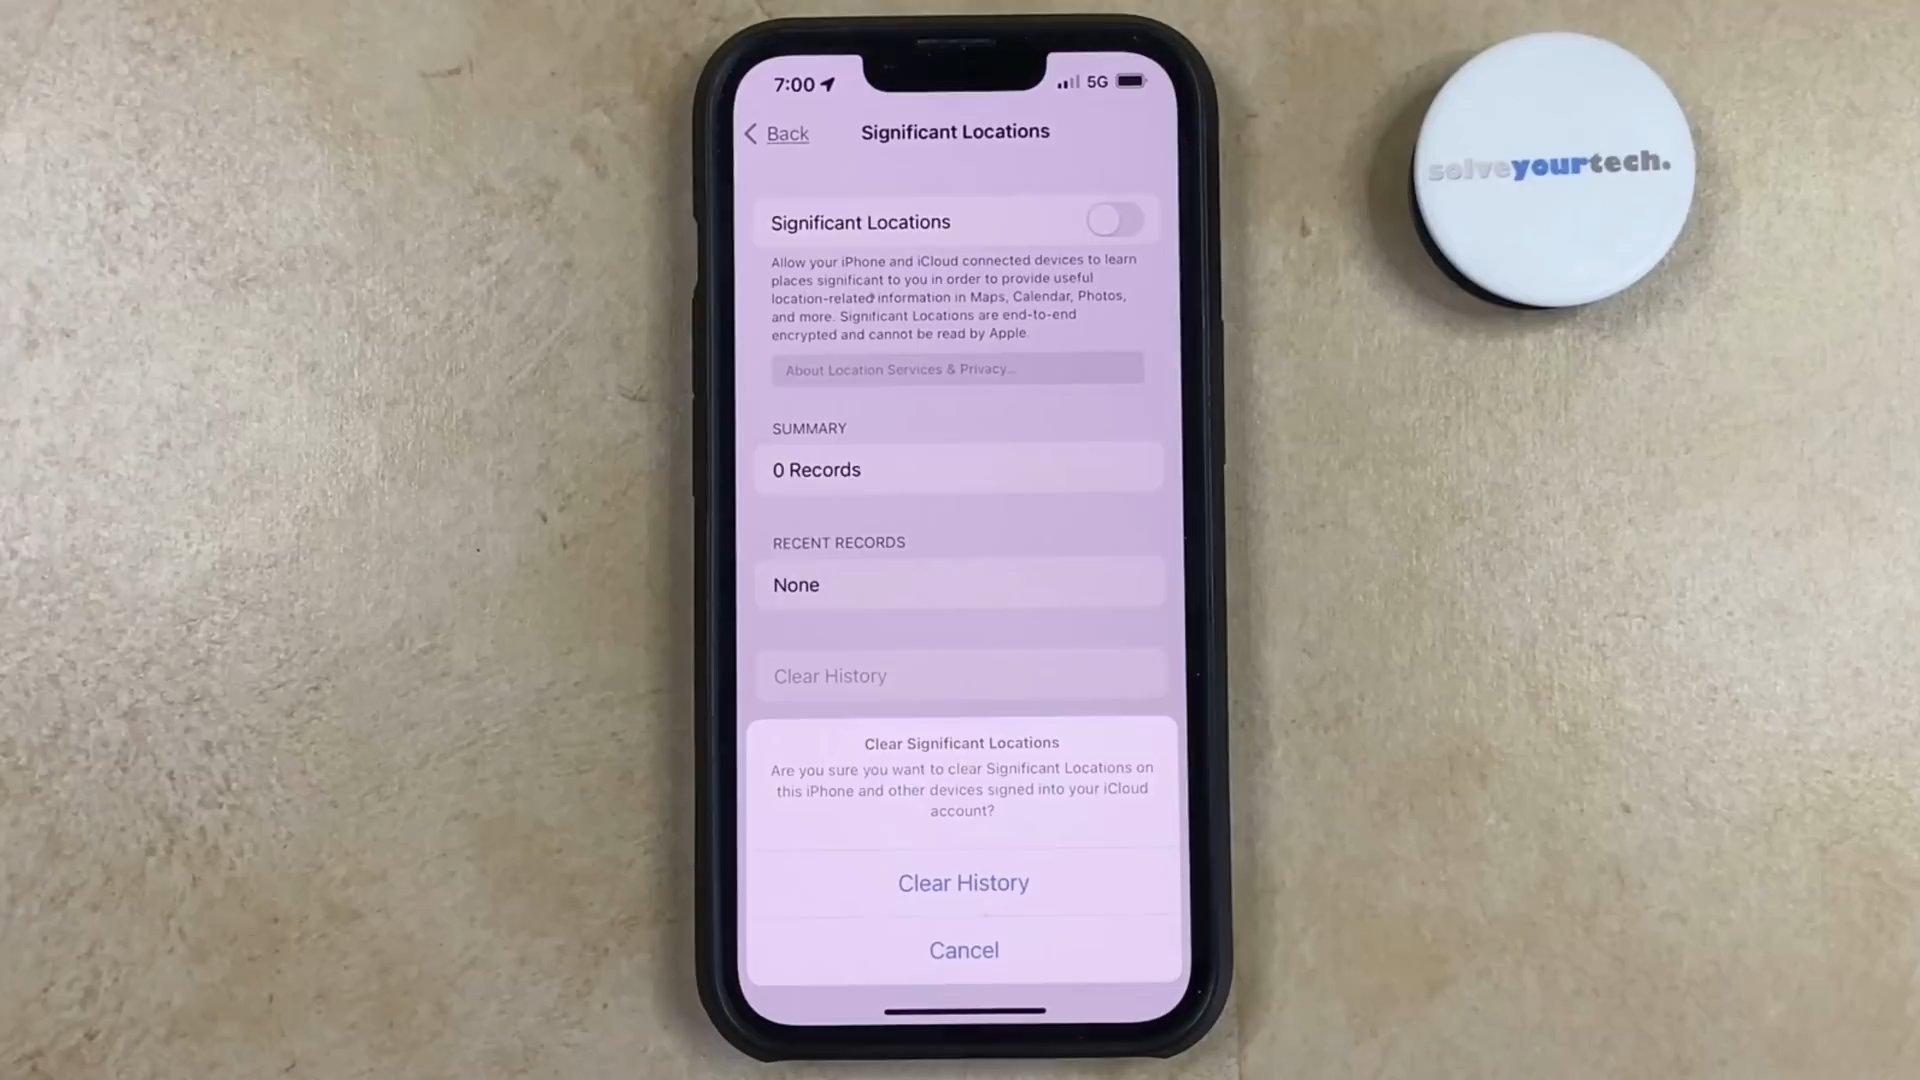 7:00
5G
Back
Significant Locations
solveyourtech.
Significant Locations
Allow your iPhone and iCloud connected devices to learn
places significant to you in order to provide useful
location-related information in Maps, Calendar, Photos,
and more. Significant Locations are end-to-end
encrypted and cannot be read by Apple.
About Location Services & Privacy...
SUMMARY
0 Records
RECENT RECORDS
None
Clear History
Clear Significant Locations
Are you sure you want to clear Significant Locations on
this iPhone and other devices signed into your iCloud
account?
Clear History
Cancel